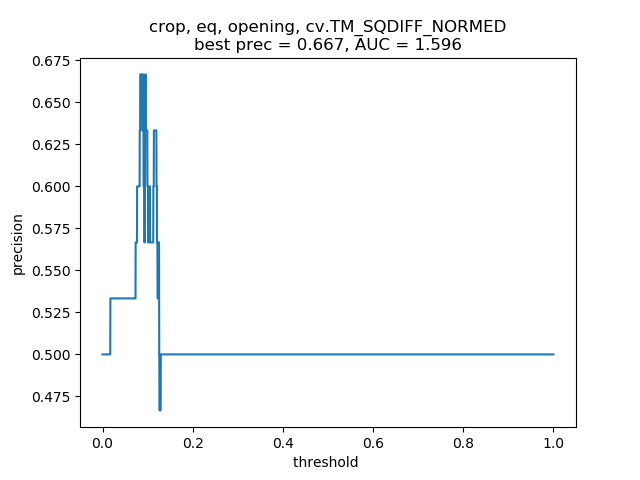 crop, eq, opening, cv.TM_SQDIFF_NORMED
best prec = 0.667, AUC = 1.596
precision
0.675
0.650
0.625
0.600
0.575
0.550
0.525
0.500
0.475
0.0 0.2 0.4 0.6 0.8 1.0
threshold